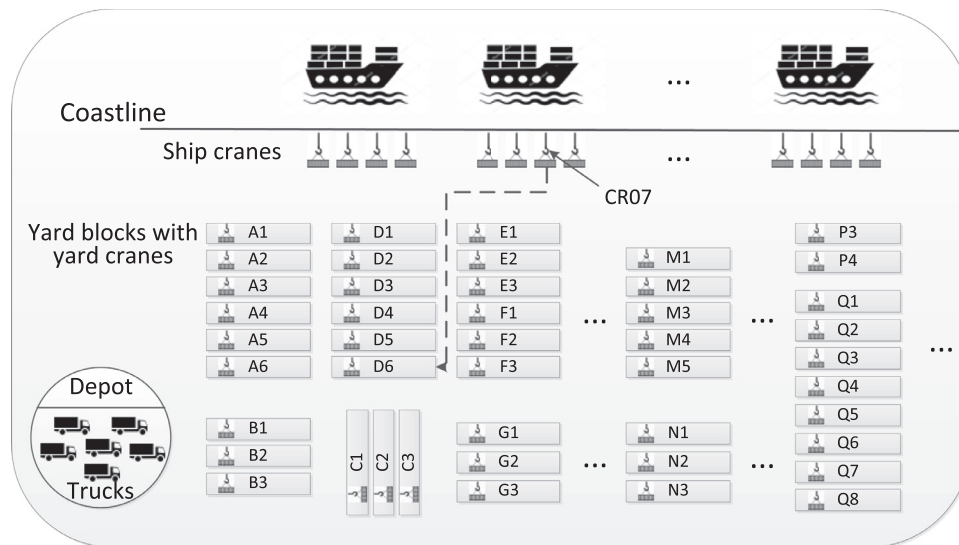 ...
Coastline
Ship cranes
...
CR07
Yard blocks with
yard cranes
A1
A2
A3
A4
A5
A6
D1
D2
D3
D4
D5
D6
E1
E2
E3
F1
F2
F3
...
M1
M2
M3
M4
M5
...
P3
P4
Q1
Q2
Q3
Q4
Q5
Q6
Q7
Q8
...
Depot
Trucks
B1
B2
B3
C1
C2
C3
G1
G2
G3
...
N1
N2
N3
...